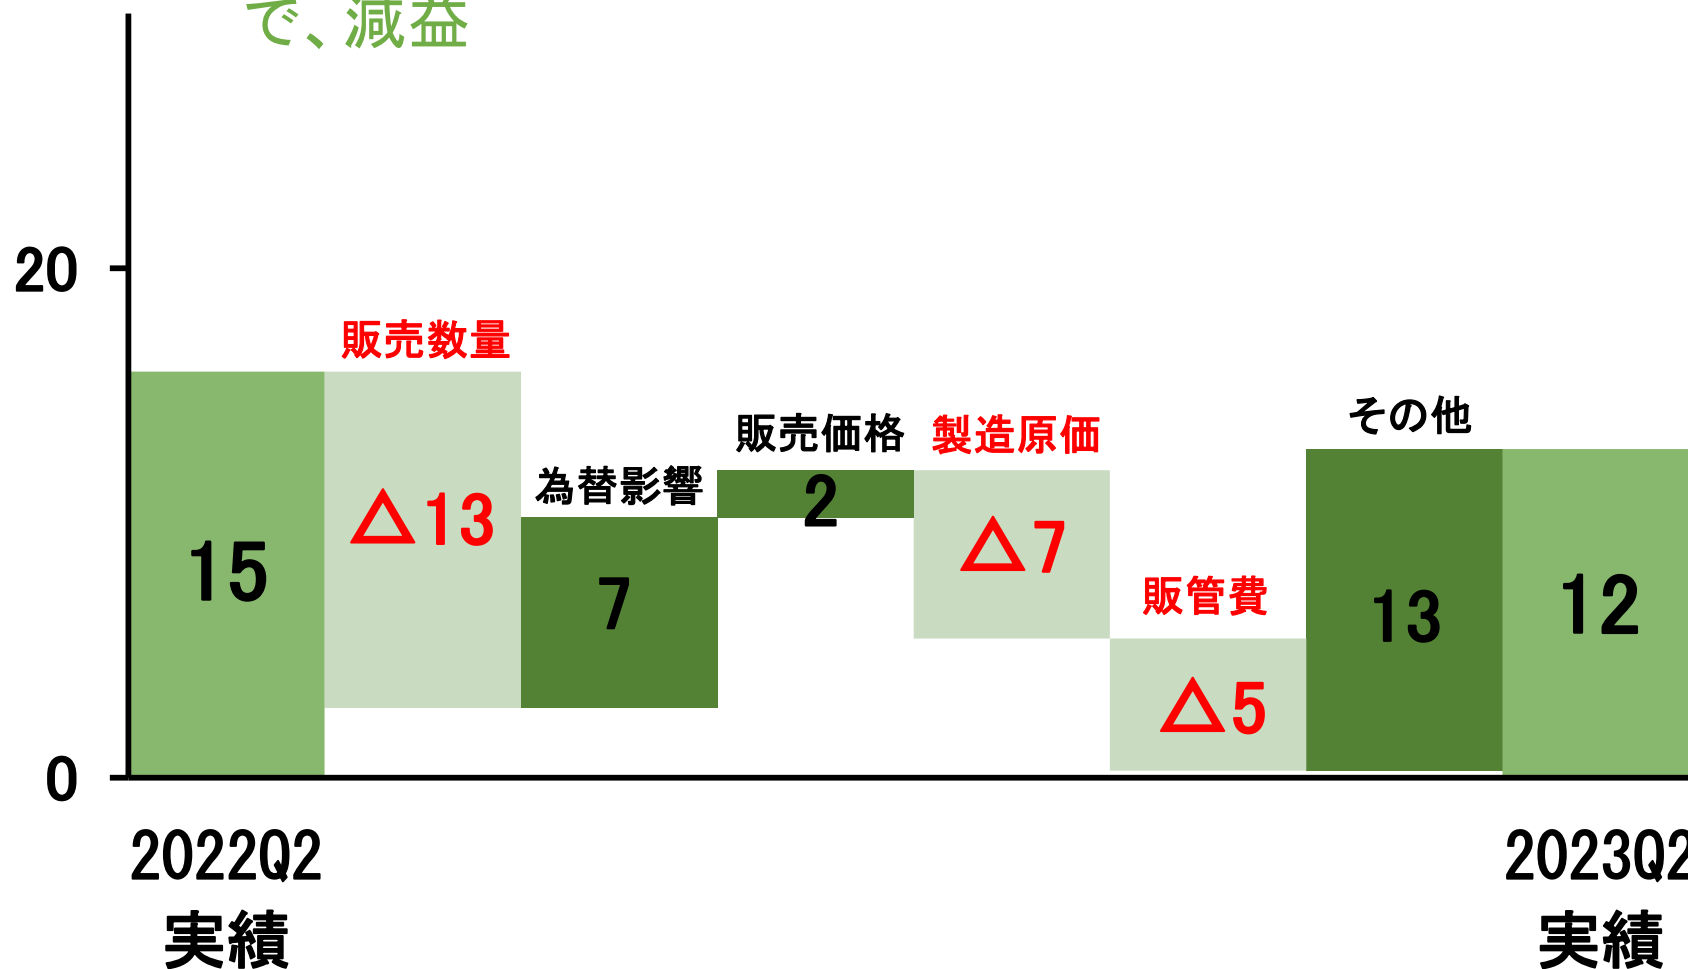 で、減益
20
販売数量
その他
販売価格
製造原価
為替影響
△13
2
△7
15
7
販管費
13
12
△5
0
2022Q2
実績
2023Q2
実績